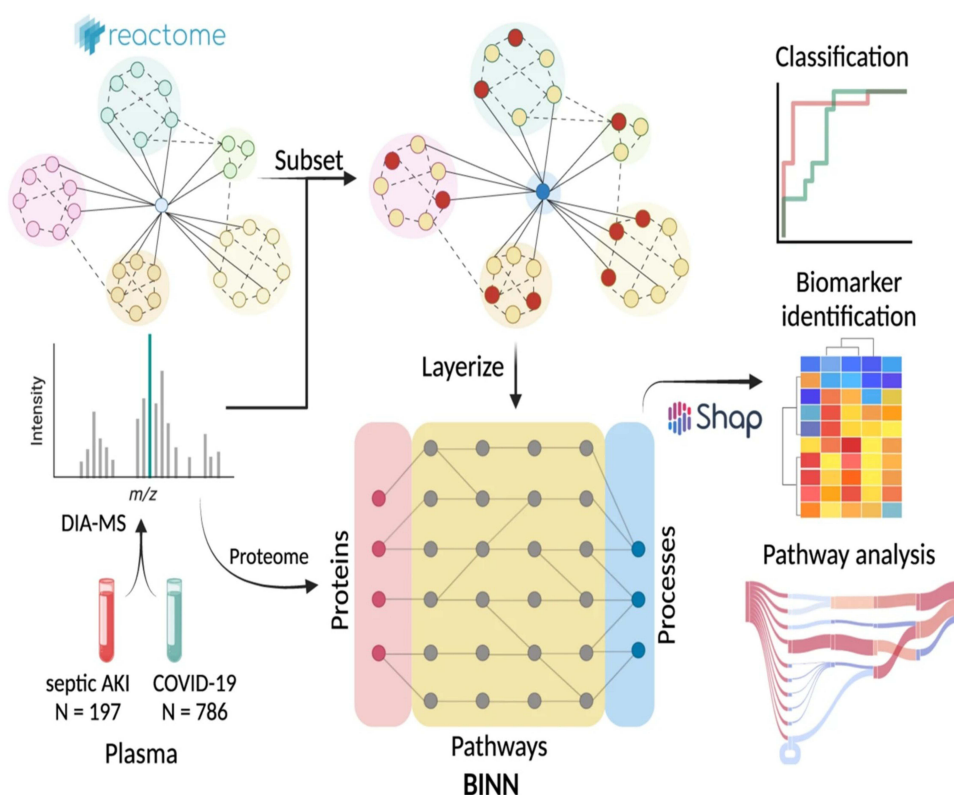 reactome
Subset
Classification
Biomarker
identification
Intensity
m/z
DIA-MS
Layerize
Shap
Proteome
Proteins
Processes
Pathway analysis
septic AKI
N = 197
COVID-19
N = 786
Plasma
Pathways
BINN